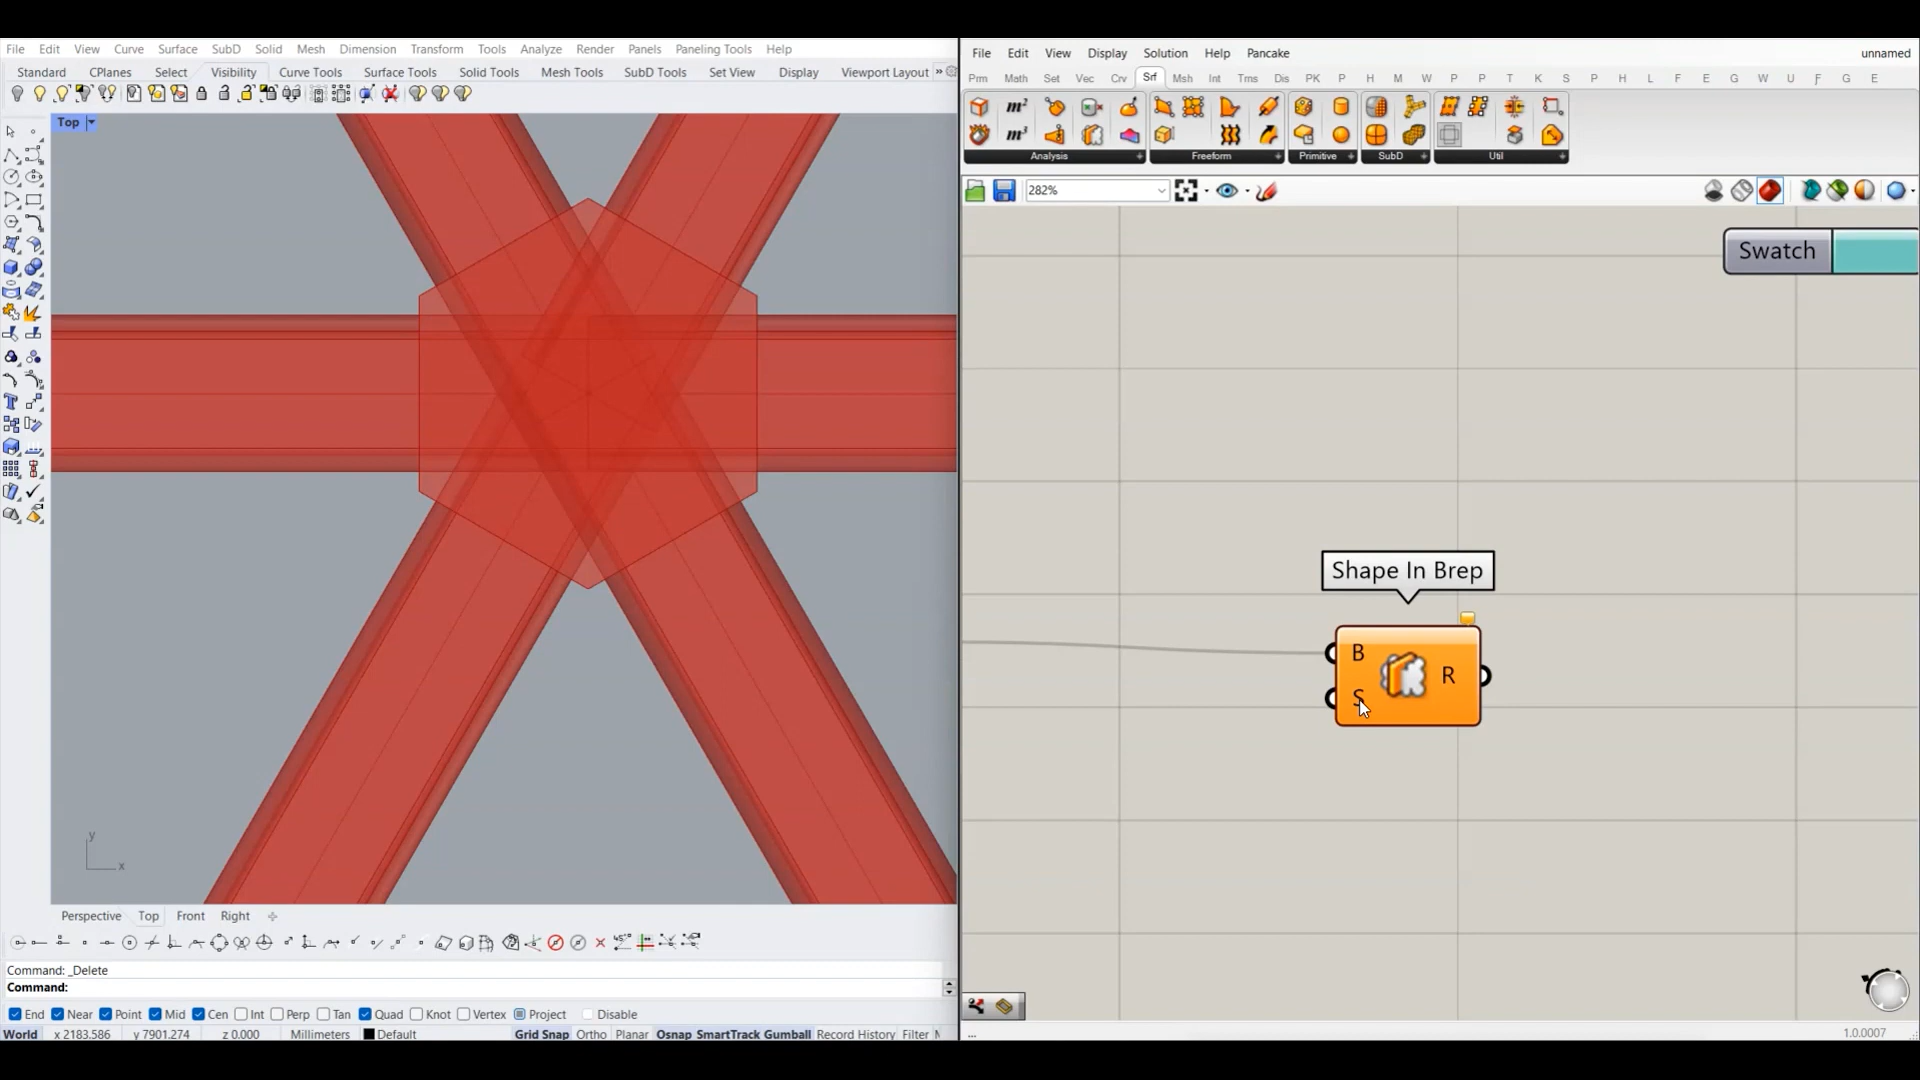 File Edit View Curve Surface SubD Solid Mesh Dimension Transform Tools Analyze Render Panels Paneling Tools Help
Standard CPlanes Select Visibility Curve Tools Surface Tools Solid Tools Mesh Tools SubD Tools Set View Display Viewport Layout »
Top
y
x
Perspective Top Front Right
Command: _Delete
Command:
End Near Point Mid Cen Int Perp Tan Quad Knot Vertex Project Disable
World x 2183.586 y 7901.274 z 0.000 Millimeters Default Grid Snap Ortho Planar Osnap SmartTrack Gumball Record History Filter
File Edit View Display Solution Help Pancake unnamed
Prm Math Set Vec Crv Srf Msh Int Trns Dis PK P H M W P P T K S P H L F E G W U F G E
m² m³
Analysis + Freeform + Primitive + SubD + Util +
282%
Swatch
Shape In Brep
B
R
S
... 1.0.0007